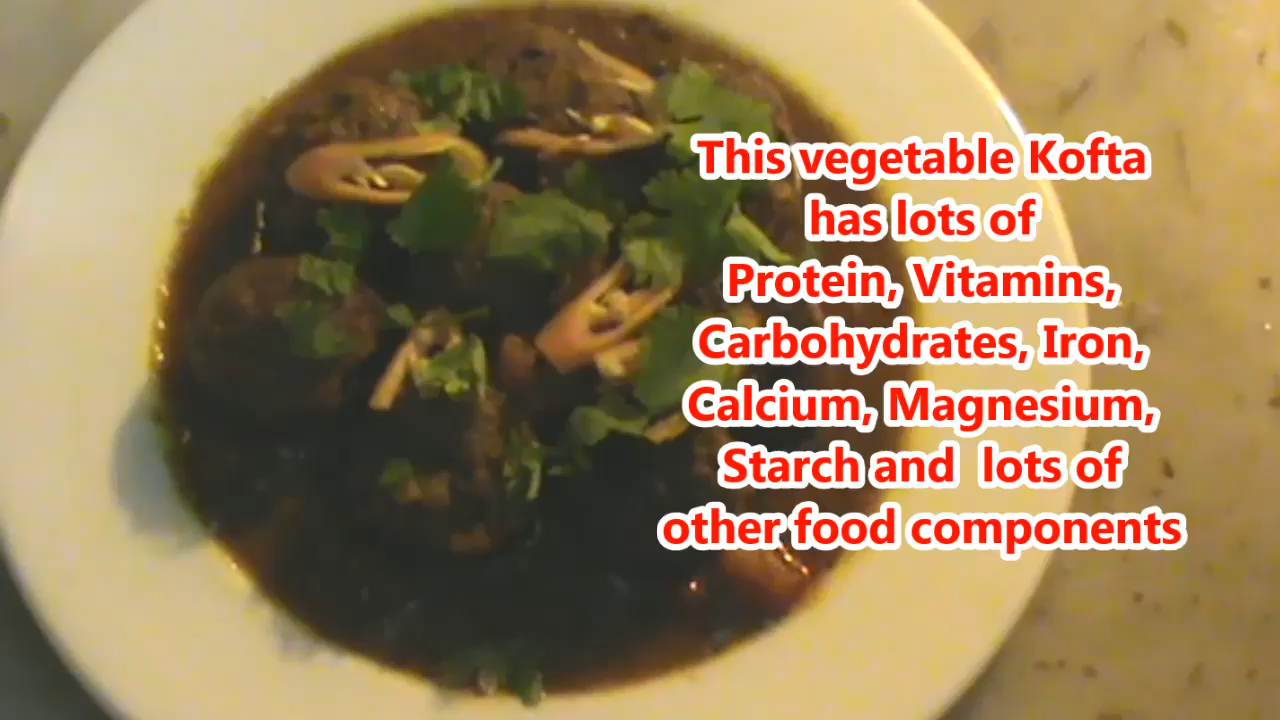 This vegetable Kofta
has lots of
Protein, Vitamins,
Carbohydrates, Iron,
Calcium, Magnesium,
Starch and  lots of
other food components